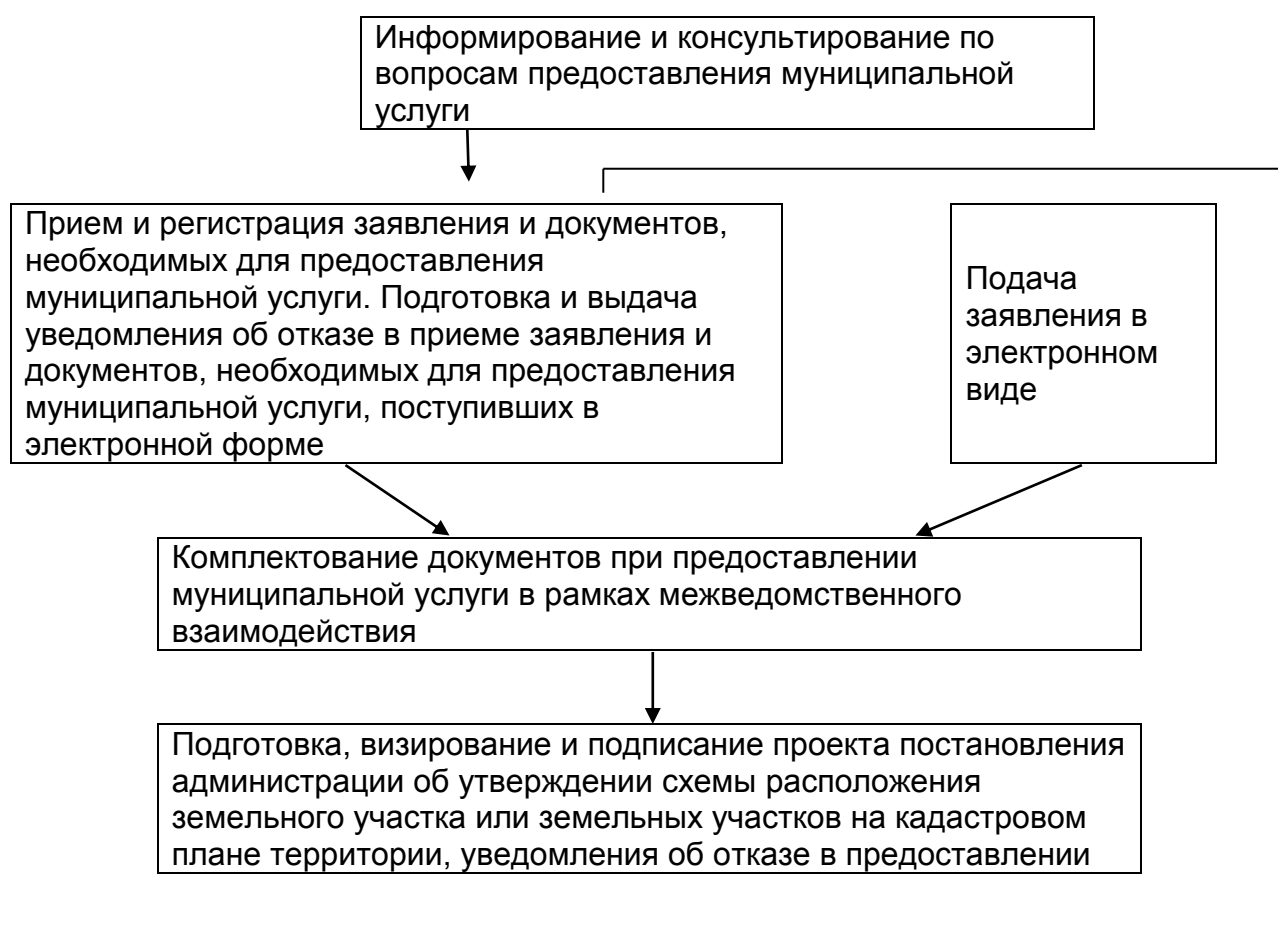 Информирование и консультирование по
вопросам предоставления муниципальной
услуги
Прием и регистрация заявления и документов,
необходимых для предоставления
муниципальной услуги. Подготовка и выдача
уведомления об отказе в приеме заявления и
документов, необходимых для предоставления
муниципальной услуги, поступивших в
электронной форме
Подача
заявления в
электронном
виде
Комплектование документов при предоставлении
муниципальной услуги в рамках межведомственного
взаимодействия
Подготовка, визирование и подписание проекта постановления
администрации об утверждении схемы расположения
земельного участка или земельных участков на кадастровом
плане территории, уведомления об отказе в предоставлении